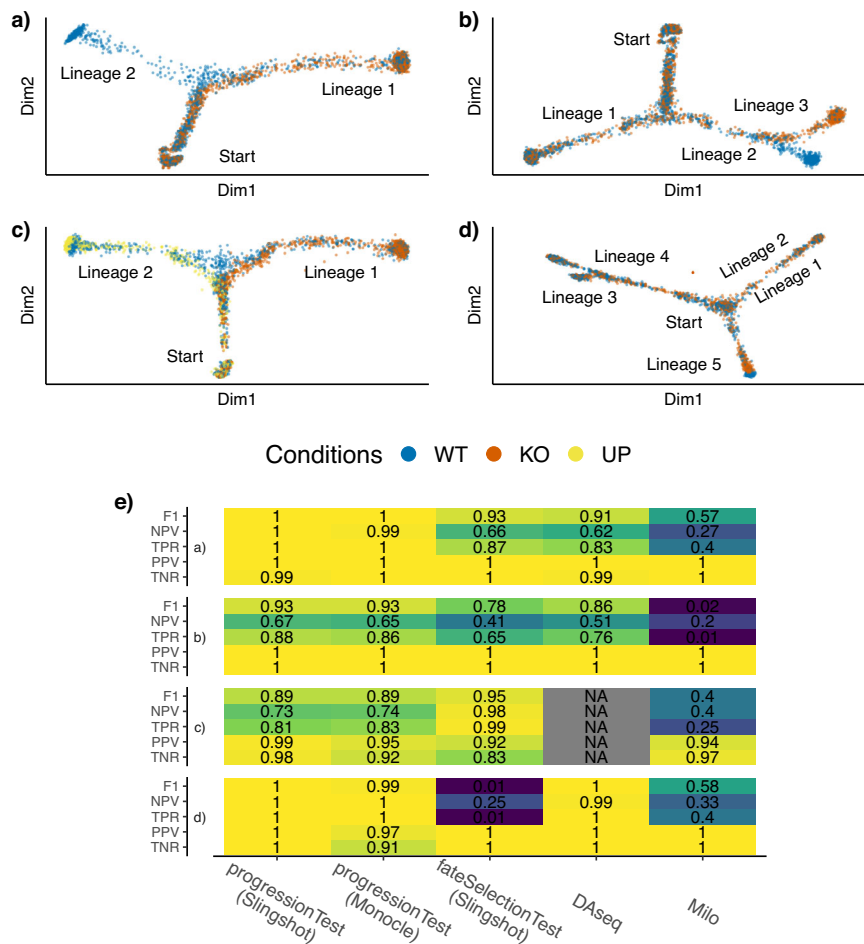 a)
Lineage 2
Lineage 1
Start
Dim2
Dim1
b)
Start
Lineage 1
Lineage 3
Lineage 2
Dim2
Dim1
c)
Lineage 2
Lineage 1
Start
Dim2
Dim1
d)
Lineage 4
Lineage 2
Lineage 3
Lineage 1
Start
Lineage 5
Dim2
Dim1
Conditions WT KO UP
e)
a)
F1 1 1 0.93 0.91 0.57
NPV 1 0.99 0.66 0.62 0.27
TPR 1 1 0.87 0.83 0.4
PPV 1 1 1 1 1
TNR 0.99 1 1 0.99 1
b)
F1 0.93 0.93 0.78 0.86 0.02
NPV 0.67 0.65 0.41 0.51 0.2
TPR 0.88 0.86 0.65 0.76 0.01
PPV 1 1 1 1 1
TNR 1 1 1 1 1
c)
F1 0.89 0.89 0.95 NA 0.4
NPV 0.73 0.74 0.98 NA 0.4
TPR 0.81 0.83 0.99 NA 0.25
PPV 0.99 0.95 0.92 NA 0.94
TNR 0.98 0.92 0.83 NA 0.97
d)
F1 1 0.99 0.01 1 0.58
NPV 1 1 0.25 0.99 0.33
TPR 1 1 0.01 1 0.4
PPV 1 0.97 1 1 1
TNR 1 0.91 1 1 1
progressionTest
(Slingshot)
progressionTest
(Monocle)
fateSelectionTest
(Slingshot)
DAseq
Milo